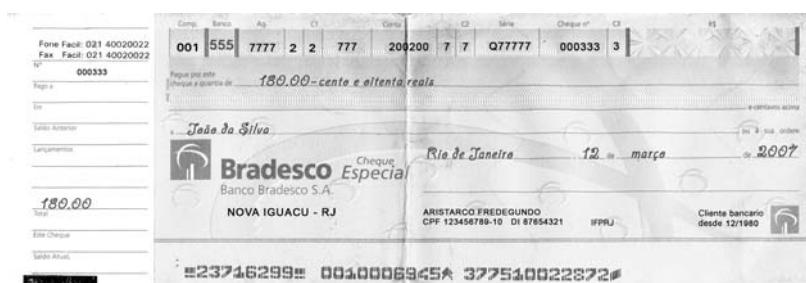 Comp. Banco Ag. C1 Conta C2 Série Cheque nº C3 R$
001 555 7777 2 2 777 200200 7 7 Q77777 000333 3
Fone Facil: 021 40020022
Fax Facil: 021 40020022
Nº
000333
Pago a
Em
Saldo Anterior
Lançamentos
180,00
Total
Este Cheque
Saldo Atual
Pague por este
cheque a quantia de 180,00-cento e oitenta reais
e centavos acima
a João da Silva ou à sua ordem
Rio de Janeiro 12 de março de 2007
Bradesco Cheque Especial
Banco Bradesco S.A.
NOVA IGUACU - RJ
ARISTARCO FREDEGUNDO
CPF 123456789-10 DI 87654321 IFPRJ
Cliente bancario
desde 12/1980
23716299 0010006945 377510022872